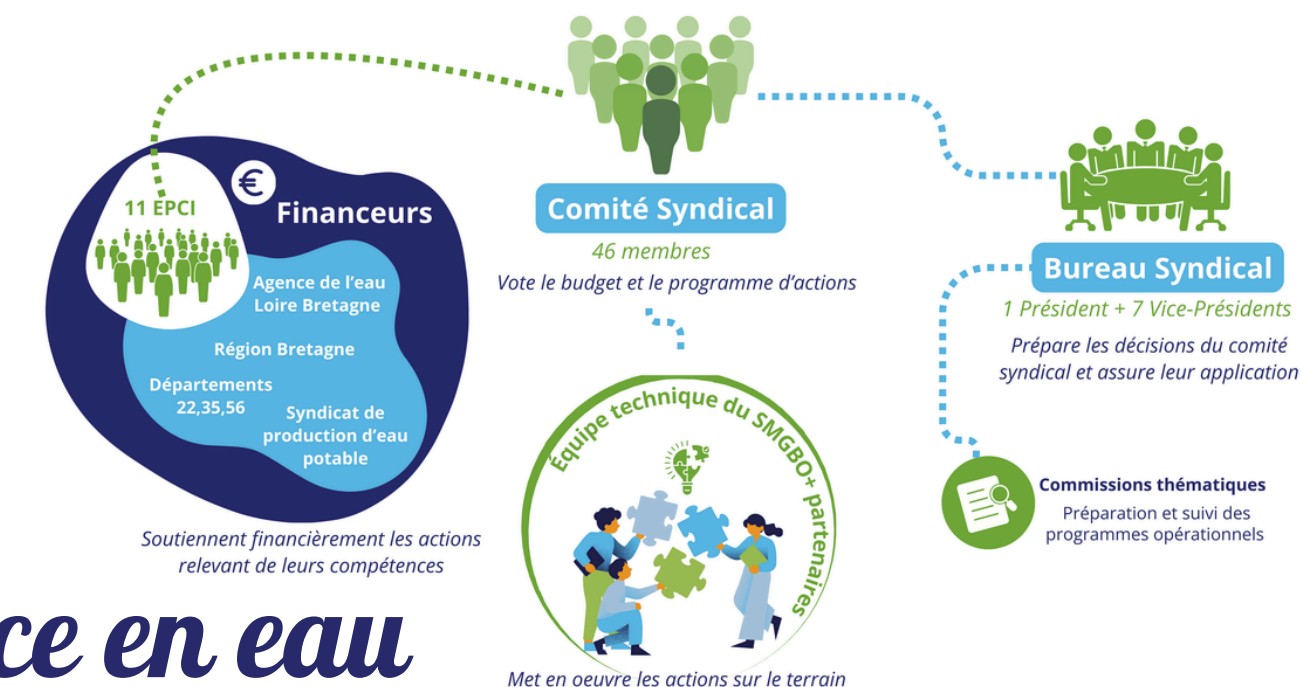 11 EPCI
€
Financeurs
Agence de l'eau
Loire Bretagne
Région Bretagne
Départements
22,35,56
Syndicat de
production d'eau
potable
Soutiennent financièrement les actions
relevant de leurs compétences
Comité Syndical
46 membres
Vote le budget et le programme d'actions
Équipe technique du SMGBO+ partenaires
Met en oeuvre les actions sur le terrain
Bureau Syndical
1 Président + 7 Vice-Présidents
Prépare les décisions du comité
syndical et assure leur application
Commissions thématiques
Préparation et suivi des
programmes opérationnels
ce en eau